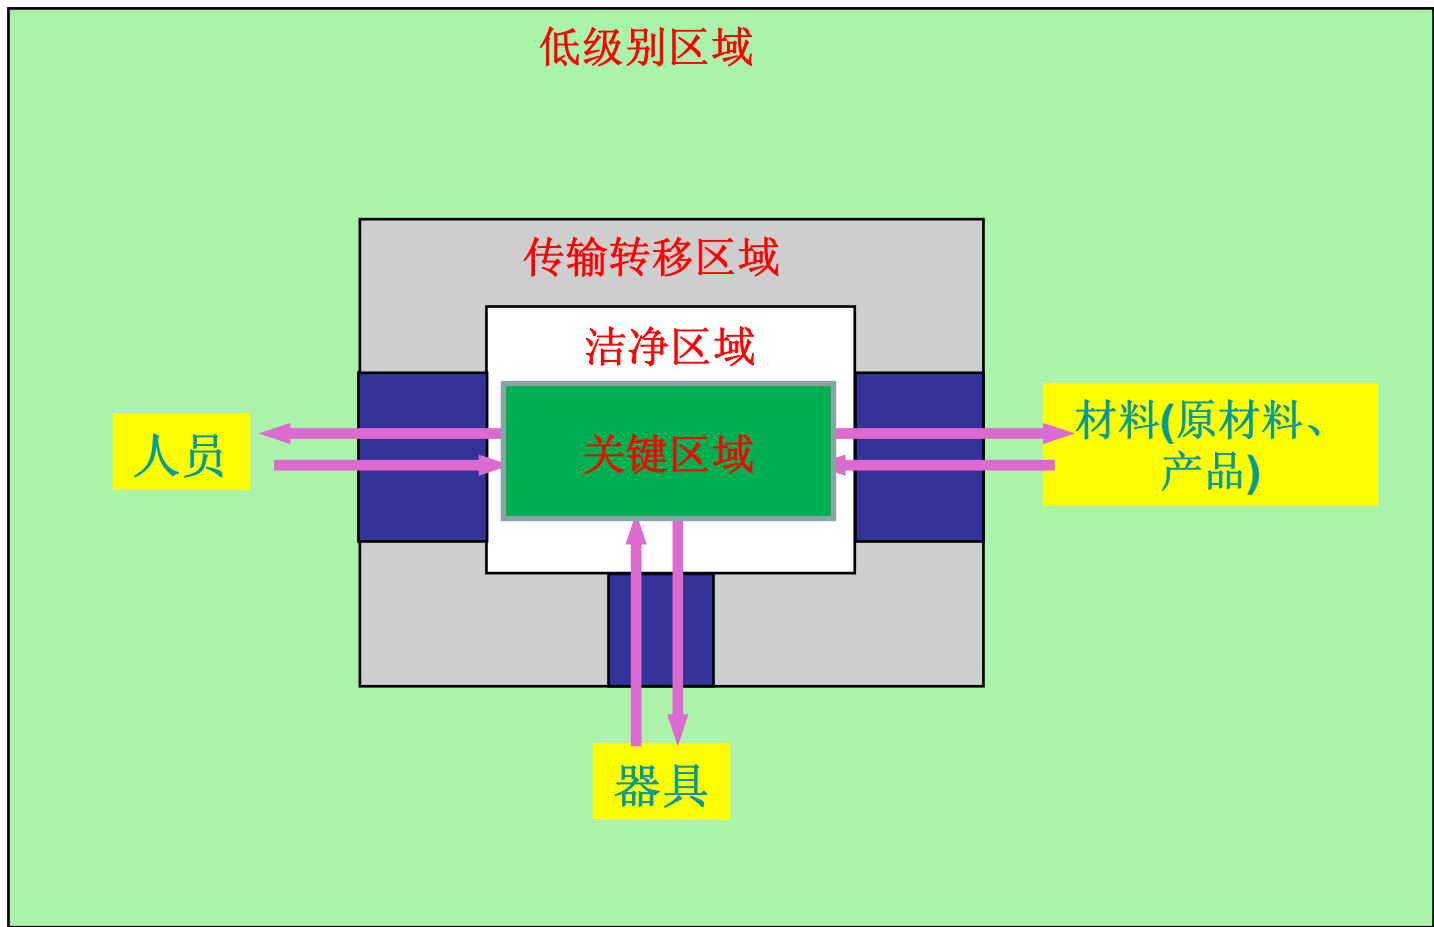 低级别区域
传输转移区域
洁净区域
关键区域
人员
材料(原材料、
产品)
器具